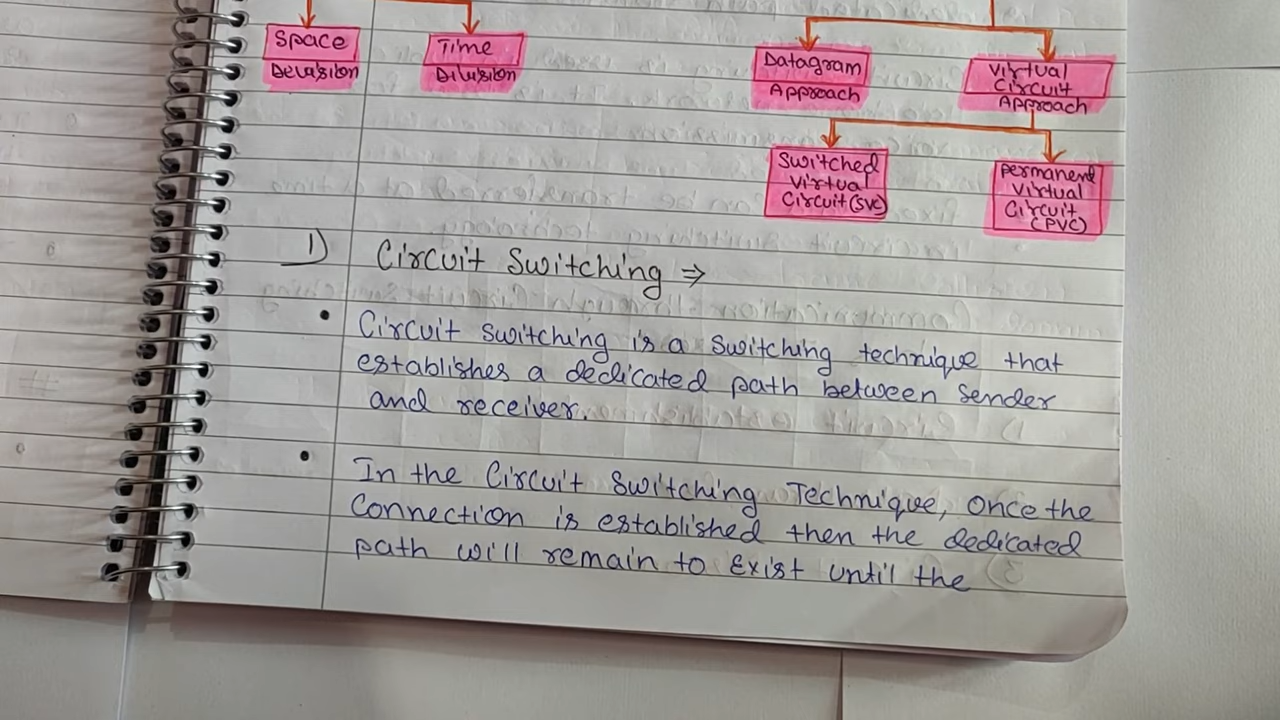 Space
Devision
Time
Division
Datagram
Approach
Virtual
Circuit
Approach
Switched
Virtual
Circuit (SVC)
Permanent
Virtual
Circuit
(PVC)
1) Circuit Switching ⇒
• Circuit switching is a switching technique that
establishes a dedicated path between sender
and receiver.
• In the Circuit Switching Technique, once the
Connection is established then the dedicated
path will remain to Exist until the